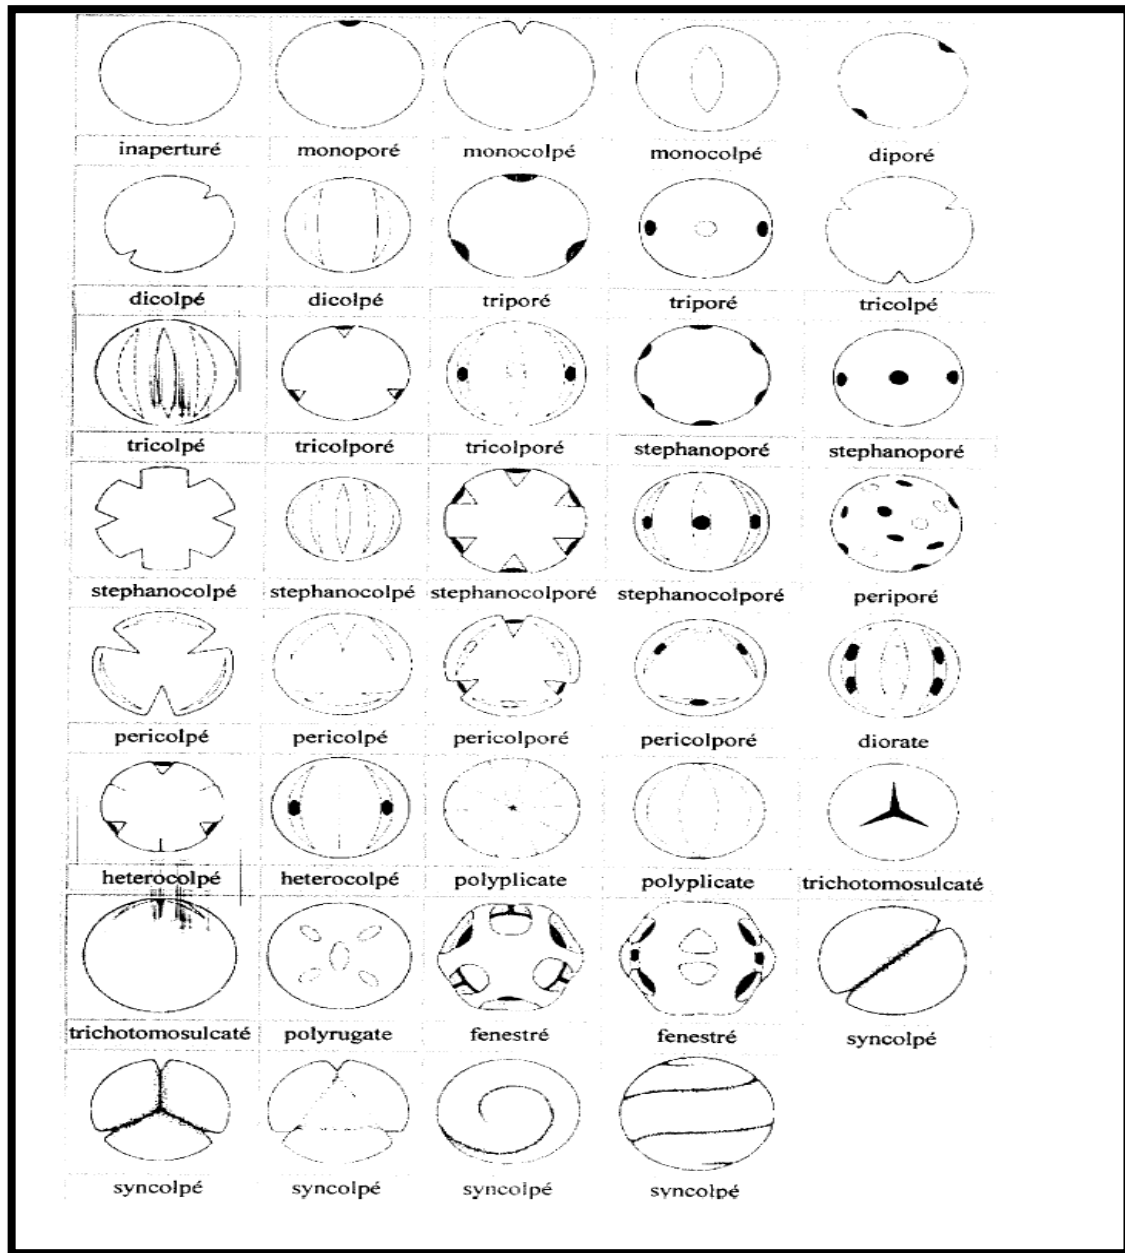 inaperturé monoporé monocolpé monocolpé diporé
dicolpé dicolpé triporé triporé tricolpé
tricolpé tricolporé tricolporé stephanoporé stephanoporé
stephanocolpé stephanocolpé stephanocolporé stephanocolporé periporé
pericolpé pericolpé pericolporé pericolporé diorate
heterocolpé heterocolpé polyplicate polyplicate trichotomosulcaté
trichotomosulcaté polyrugate fenestré fenestré syncolpé
syncolpé syncolpé syncolpé syncolpé